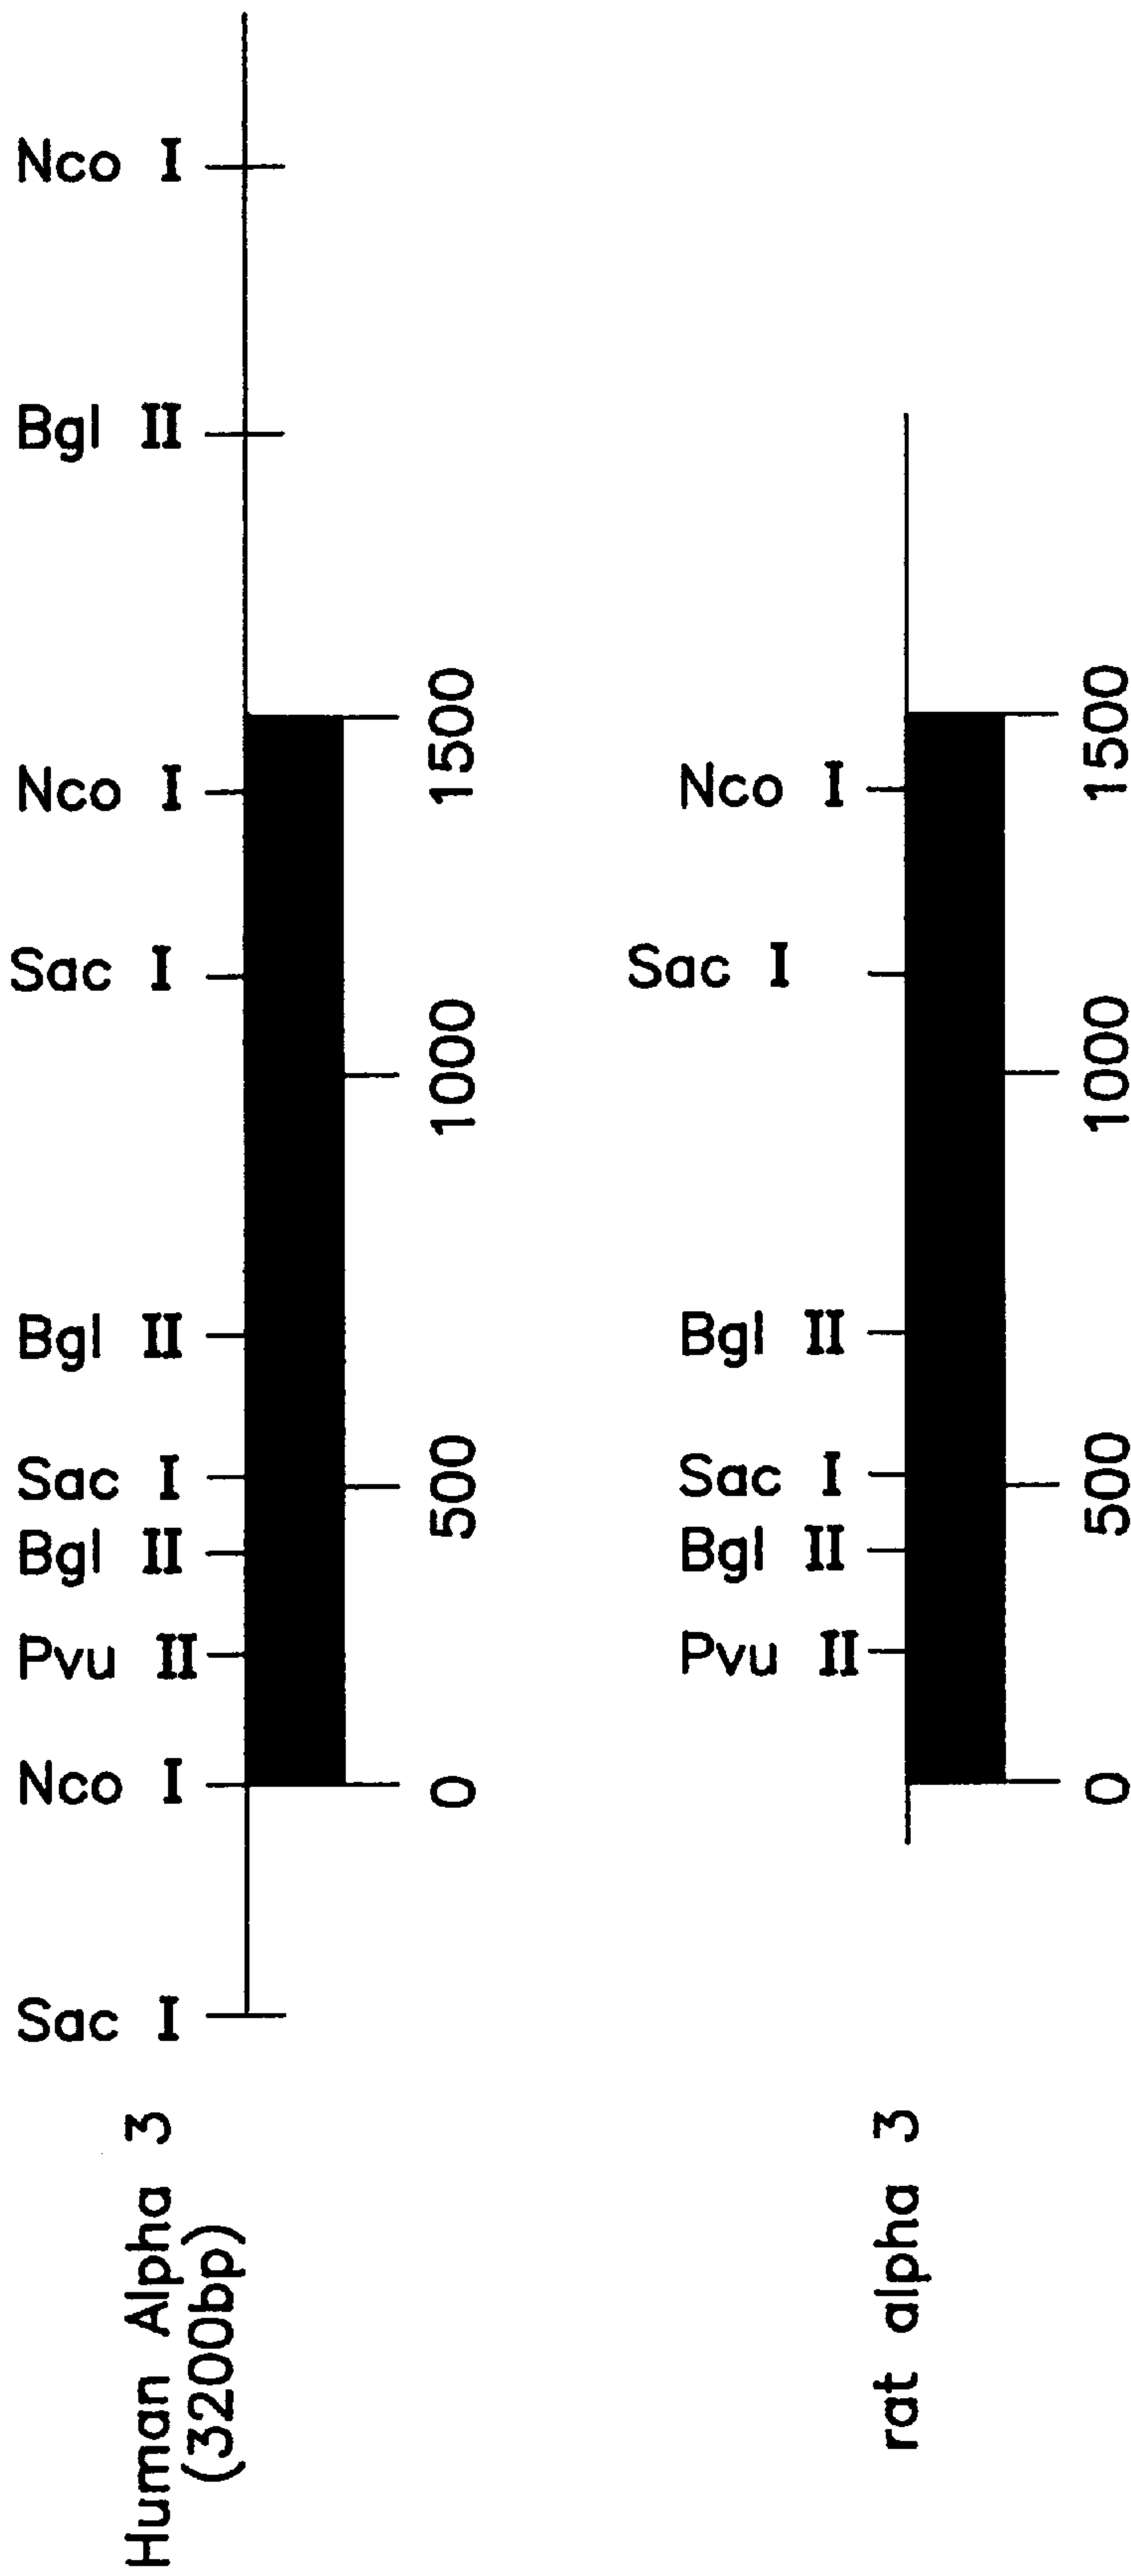 Nco I
Bgl II
Nco I
Sac I
Bgl II
Sac I
Bgl II
Pvu II
Nco I
Sac I
1500
1000
500
0
Human Alpha 3
(3200bp)
Nco I
Sac I
Bgl II
Sac I
Bgl II
Pvu II
1500
1000
500
0
rat alpha 3